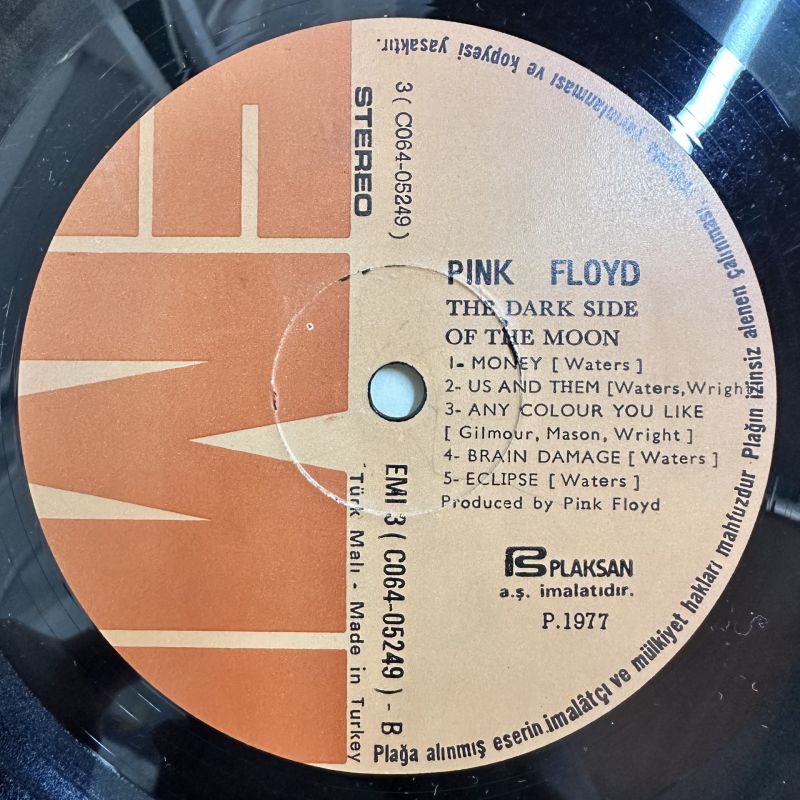 EMI
STEREO
3 ( C064-05249 )
PINK FLOYD
THE DARK SIDE
OF THE MOON
1- MONEY [ Waters ]
2- US AND THEM [Waters,Wright]
3- ANY COLOUR YOU LIKE
[ Gilmour, Mason, Wright ]
4- BRAIN DAMAGE [ Waters ]
5- ECLIPSE [ Waters ]
Produced by Pink Floyd
PLAKSAN
a.ş. imalatıdır.
P.1977
EMI 3 ( C064-05249 ) - B
Türk Malı - Made in Turkey
Plağa alınmış eserin imalâtçı ve mülkiyet hakları mahfuzdur Plağın izinsiz alenen çalınması, yayınlanması ve kopyesi yasaktır.